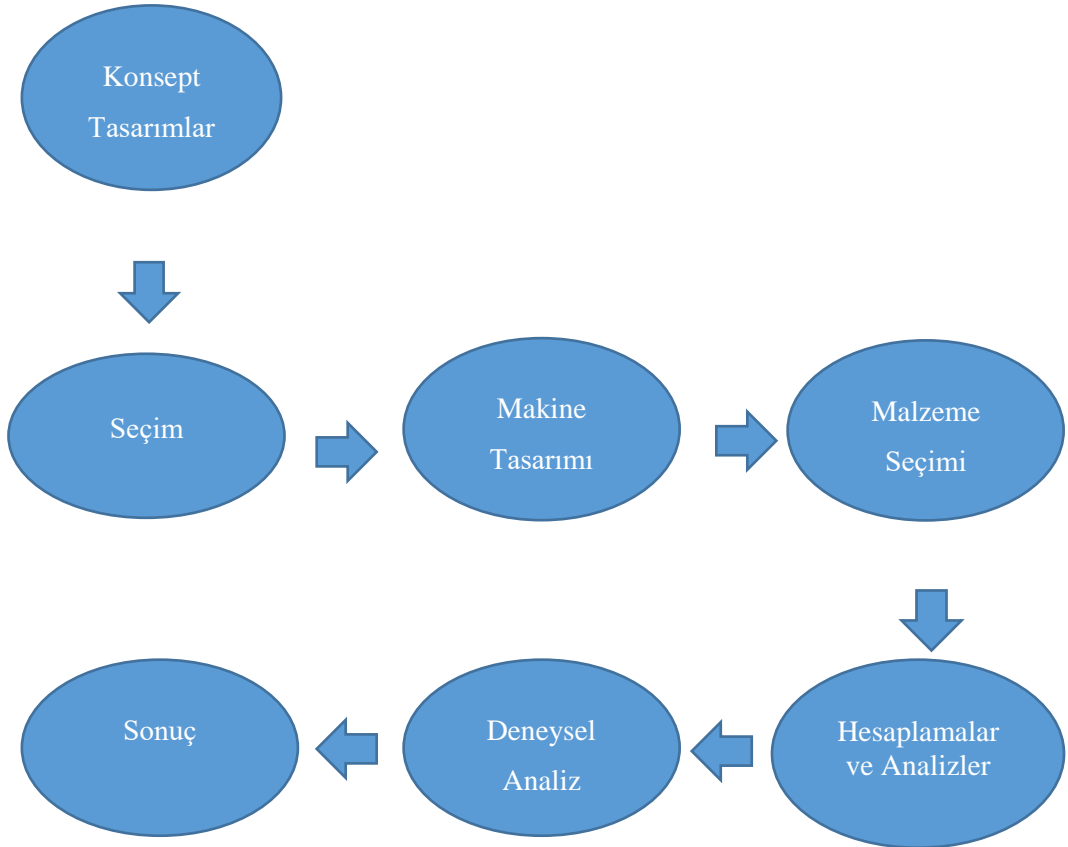 Konsept
Tasarımlar
Seçim
Makine
Tasarımı
Malzeme
Seçimi
Hesaplamalar
ve Analizler
Deneysel
Analiz
Sonuç